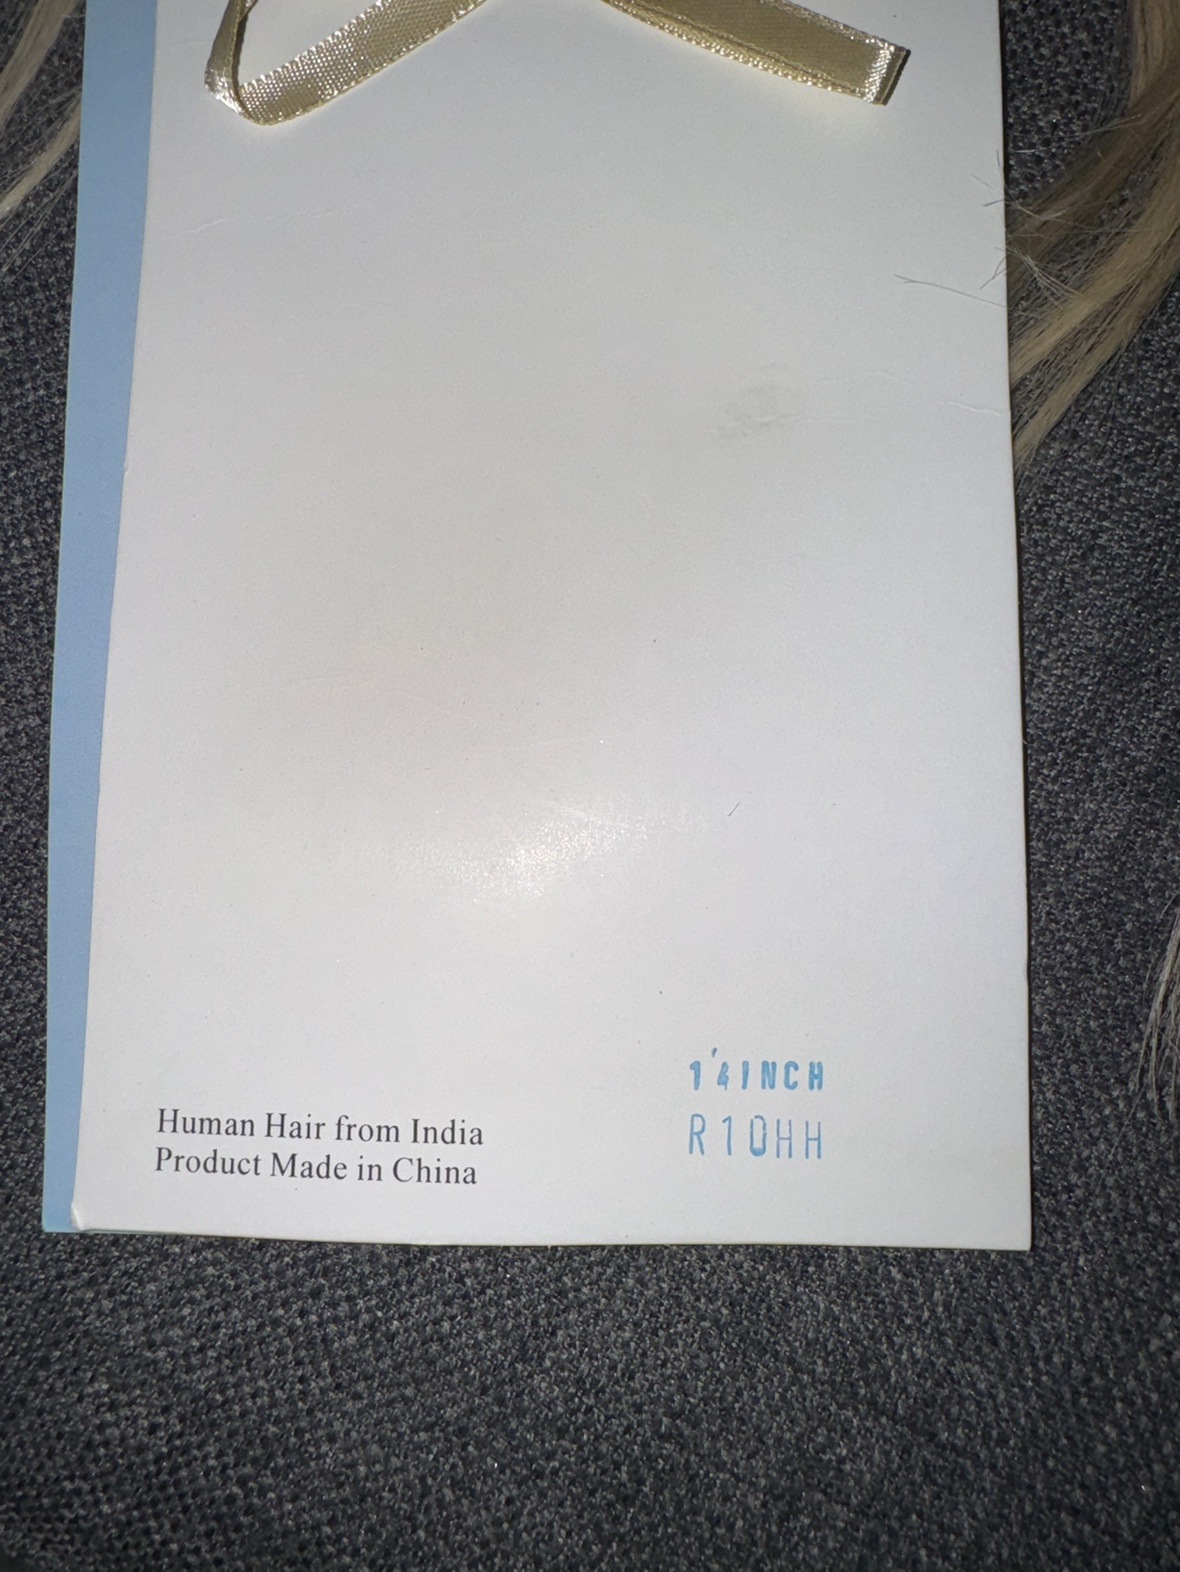 14INCH
R10HH
Human Hair from India
Product Made in China